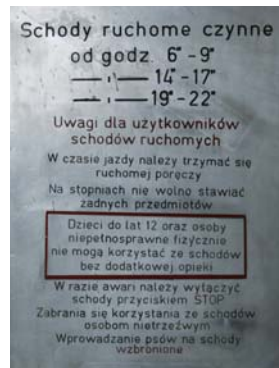 Schody ruchome czynne
od godz. 6⁰⁰ - 9⁰⁰
— " — 14⁰⁰ - 17⁰⁰
— " — 19⁰⁰ - 22⁰⁰
Uwagi dla użytkowników
schodów ruchomych
W czasie jazdy należy trzymać się
ruchomej poręczy
Na stopniach nie wolno stawiać
żadnych przedmiotów
Dzieci do lat 12 oraz osoby
niepełnosprawne fizycznie
nie mogą korzystać ze schodów
bez dodatkowej opieki
W razie awari należy wyłączyć
schody przyciskiem STOP
Zabrania się korzystania ze schodów
osobom nietrzeźwym
Wprowadzanie psów na schody
wzbronione